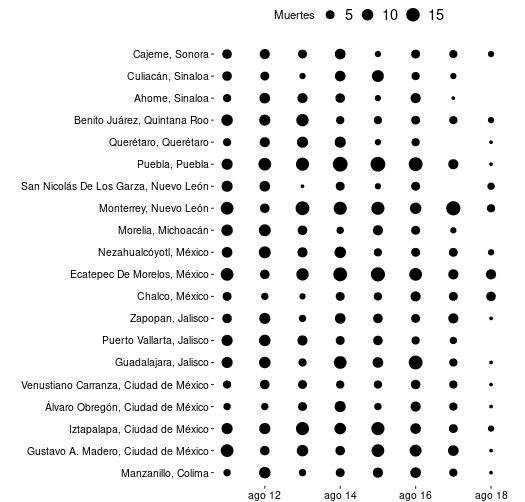 Muertes 5 10 15
Cajeme, Sonora
Culiacán, Sinaloa
Ahome, Sinaloa
Benito Juárez, Quintana Roo
Querétaro, Querétaro
Puebla, Puebla
San Nicolás De Los Garza, Nuevo León
Monterrey, Nuevo León
Morelia, Michoacán
Nezahualcóyotl, México
Ecatepec De Morelos, México
Chalco, México
Zapopan, Jalisco
Puerto Vallarta, Jalisco
Guadalajara, Jalisco
Venustiano Carranza, Ciudad de México
Álvaro Obregón, Ciudad de México
Iztapalapa, Ciudad de México
Gustavo A. Madero, Ciudad de México
Manzanillo, Colima
ago 12 ago 14 ago 16 ago 18